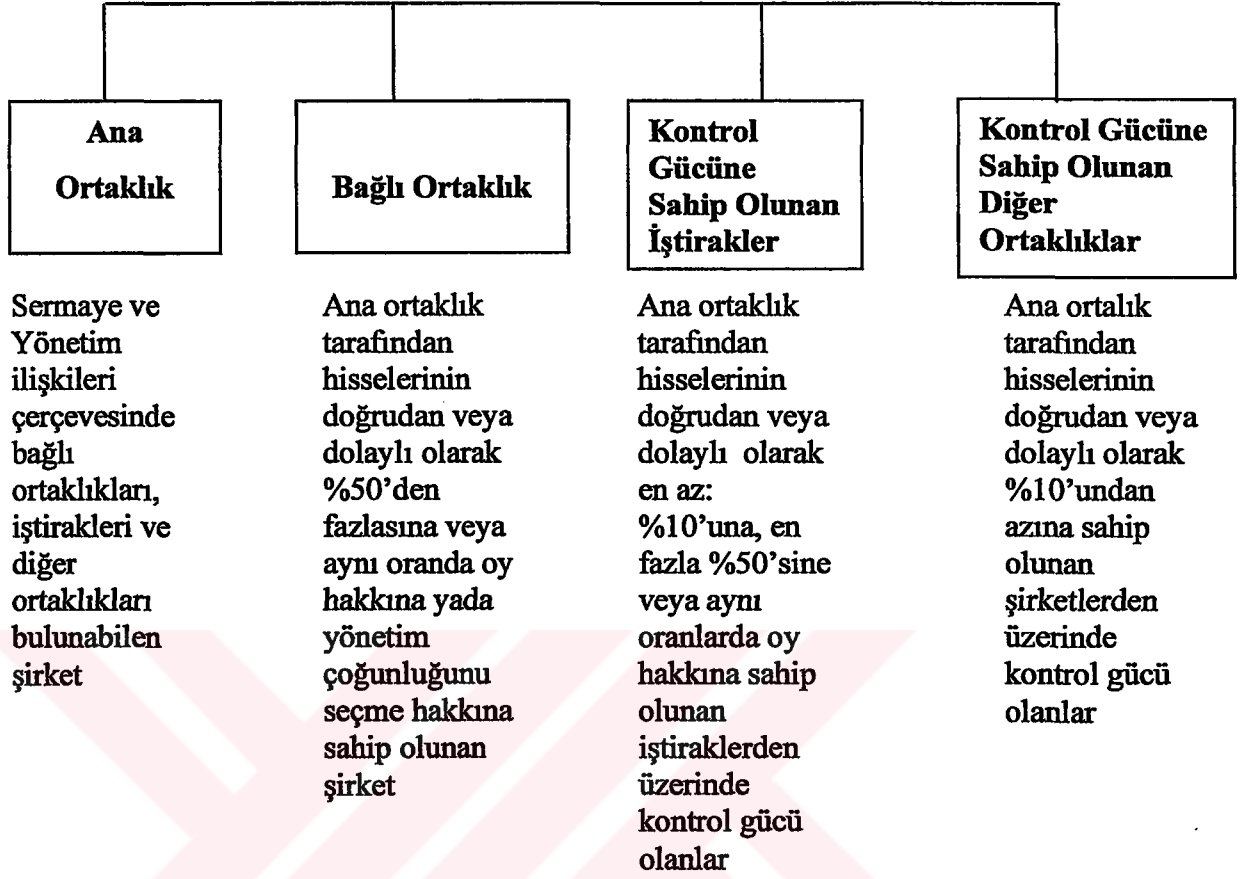 Ana
Ortaklık
Bağlı Ortaklık
Kontrol
Gücüne
Sahip Olunan
İştirakler
Kontrol Gücüne
Sahip Olunan
Diğer
Ortaklıklar
Sermaye ve
Yönetim
ilişkileri
çerçevesinde
bağlı
ortaklıkları,
iştirakleri ve
diğer
ortaklıkları
bulunabilen
şirket
Ana ortaklık
tarafından
hisselerinin
doğrudan veya
dolaylı olarak
%50’den
fazlasına veya
aynı oranda oy
hakkına yada
yönetim
çoğunluğunu
seçme hakkına
sahip olunan
şirket
Ana ortaklık
tarafından
hisselerinin
doğrudan veya
dolaylı olarak
en az:
%10’una, en
fazla %50’sine
veya aynı
oranlarda oy
hakkına sahip
olunan
iştiraklerden
üzerinde
kontrol gücü
olanlar
Ana ortalık
tarafından
hisselerinin
doğrudan veya
dolaylı olarak
%10’undan
azına sahip
olunan
şirketlerden
üzerinde
kontrol gücü
olanlar